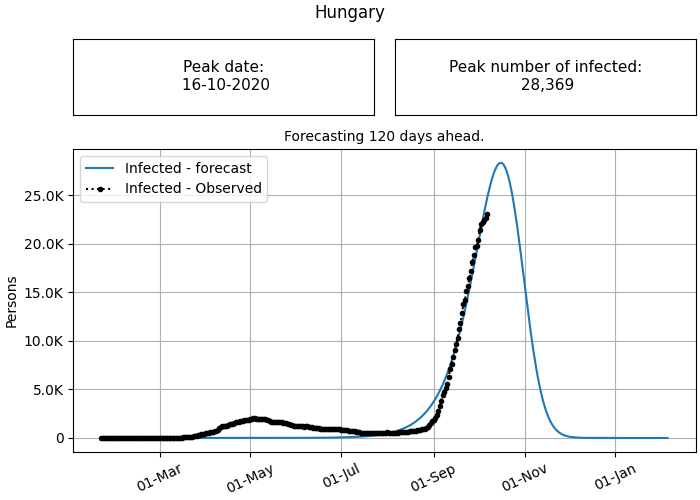 Hungary
Peak date:
16-10-2020
Peak number of infected:
28,369
Forecasting 120 days ahead.
Infected - forecast
Infected - Observed
Persons
25.0K
20.0K
15.0K
10.0K
5.0K
0
01-Mar
01-May
01-Jul
01-Sep
01-Nov
01-Jan